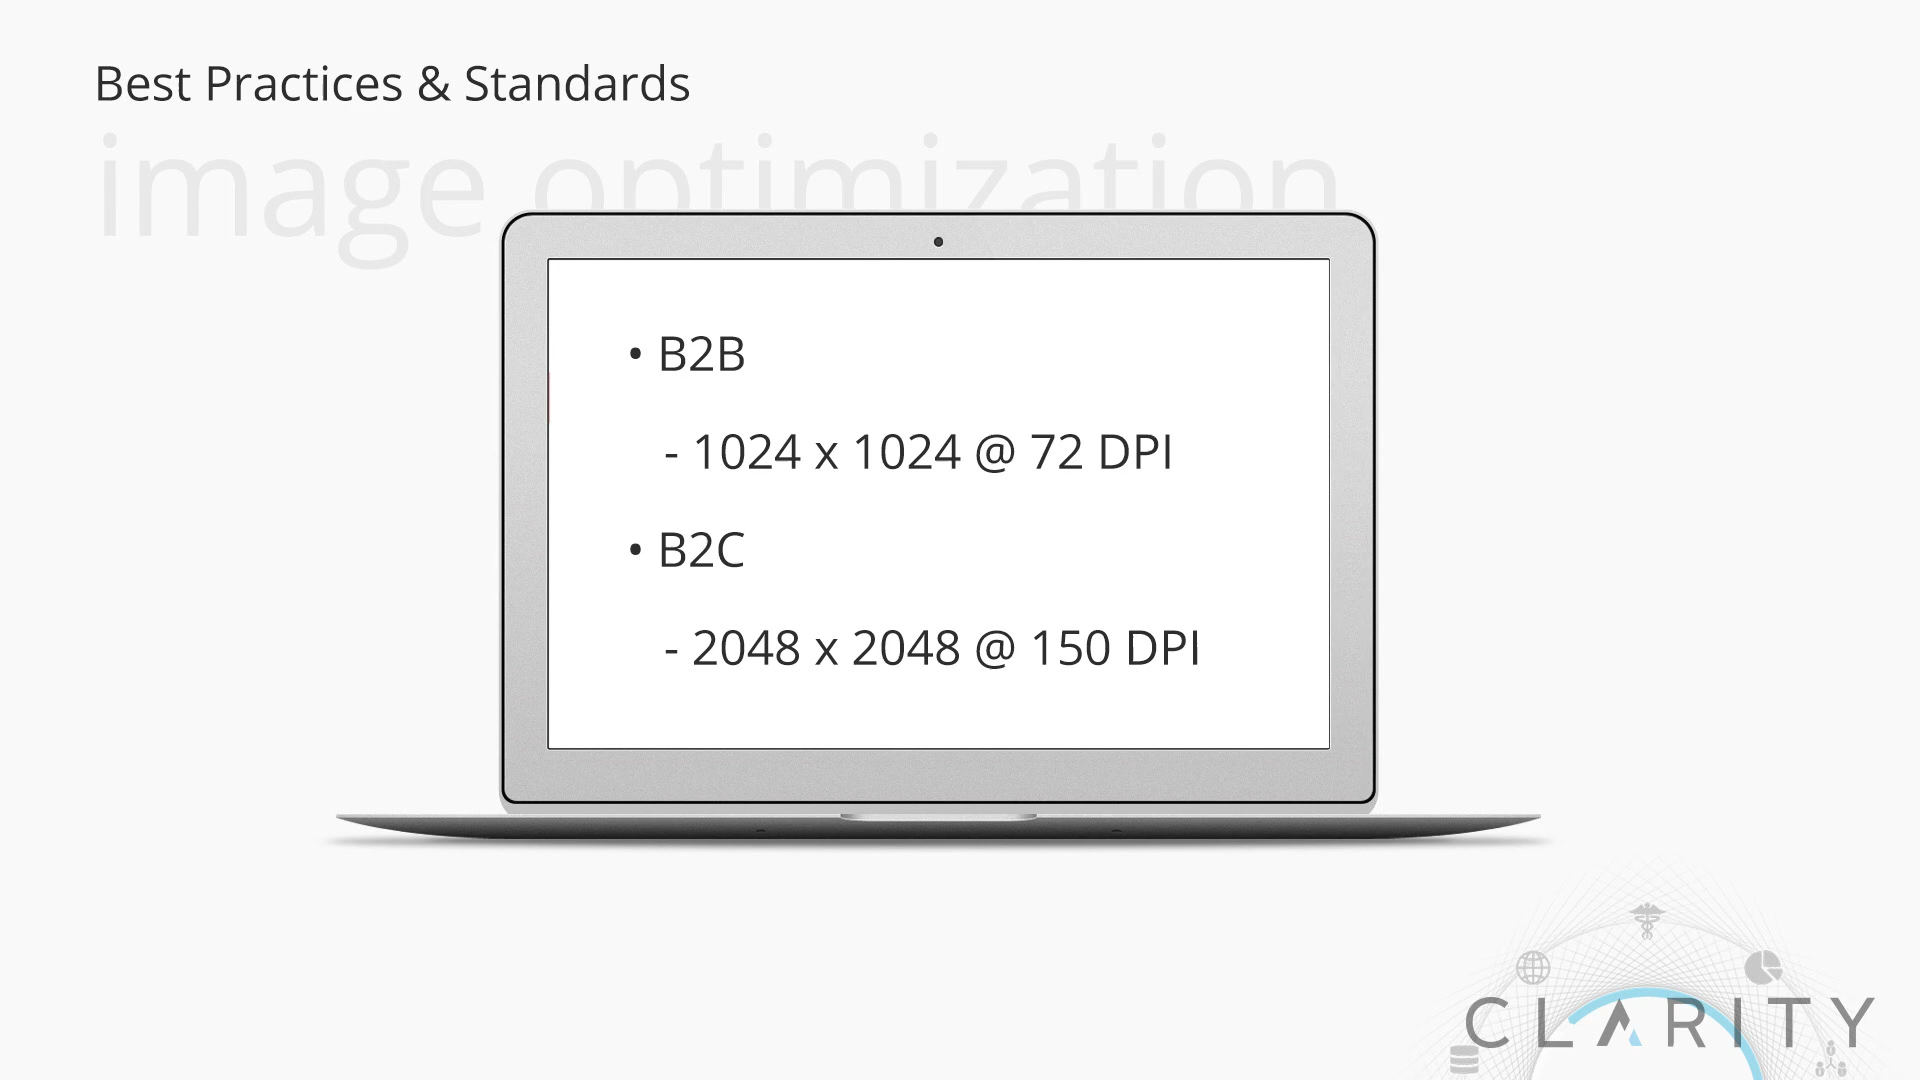 Best Practices & Standards
image optimization
• B2B
- 1024 x 1024 @ 72 DPI
• B2C
- 2048 x 2048 @ 150 DPI
CLARITY